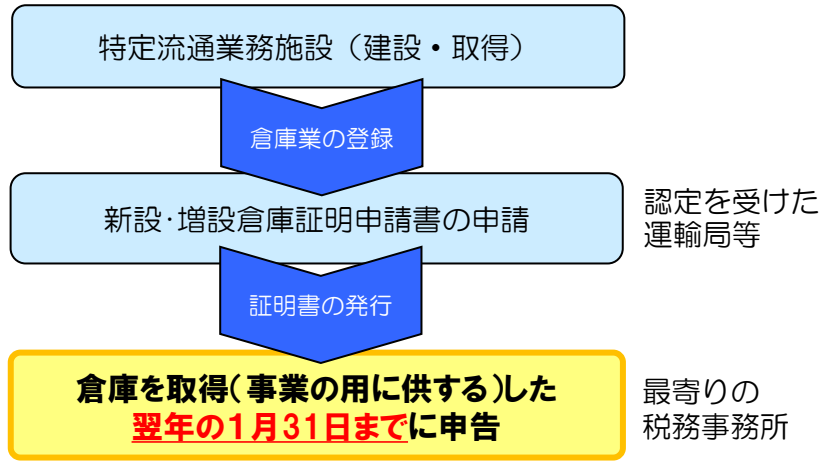 特定流通業務施設（建設・取得）
倉庫業の登録
新設･増設倉庫証明申請書の申請
認定を受けた
運輸局等
証明書の発行
倉庫を取得(事業の用に供する)した
翌年の1月31日までに申告
最寄りの
税務事務所